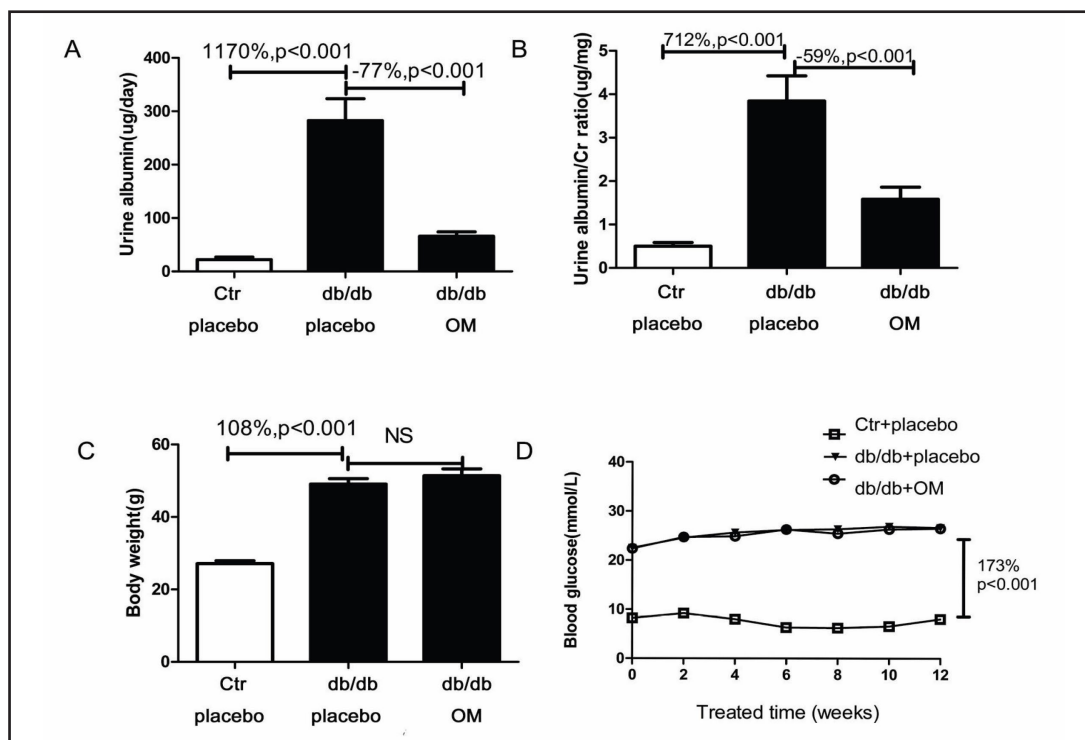 A
1170%,p<0.001
-77%,p<0.001
Urine albumin(ug/day)
400
300
200
100
0
Ctr
placebo
db/db
placebo
db/db
OM
B
712%,p<0.001
-59%,p<0.001
Urine albumin/Cr ratio(ug/mg)
6
5
4
3
2
1
0
Ctr
placebo
db/db
placebo
db/db
OM
C
108%,p<0.001
NS
Body weight(g)
60
40
20
0
Ctr
placebo
db/db
placebo
db/db
OM
D
Ctr+placebo
db/db+placebo
db/db+OM
Blood glucose(mmol/L)
40
30
20
10
0
0 2 4 6 8 10 12
173%
p<0.001
Treated time (weeks)